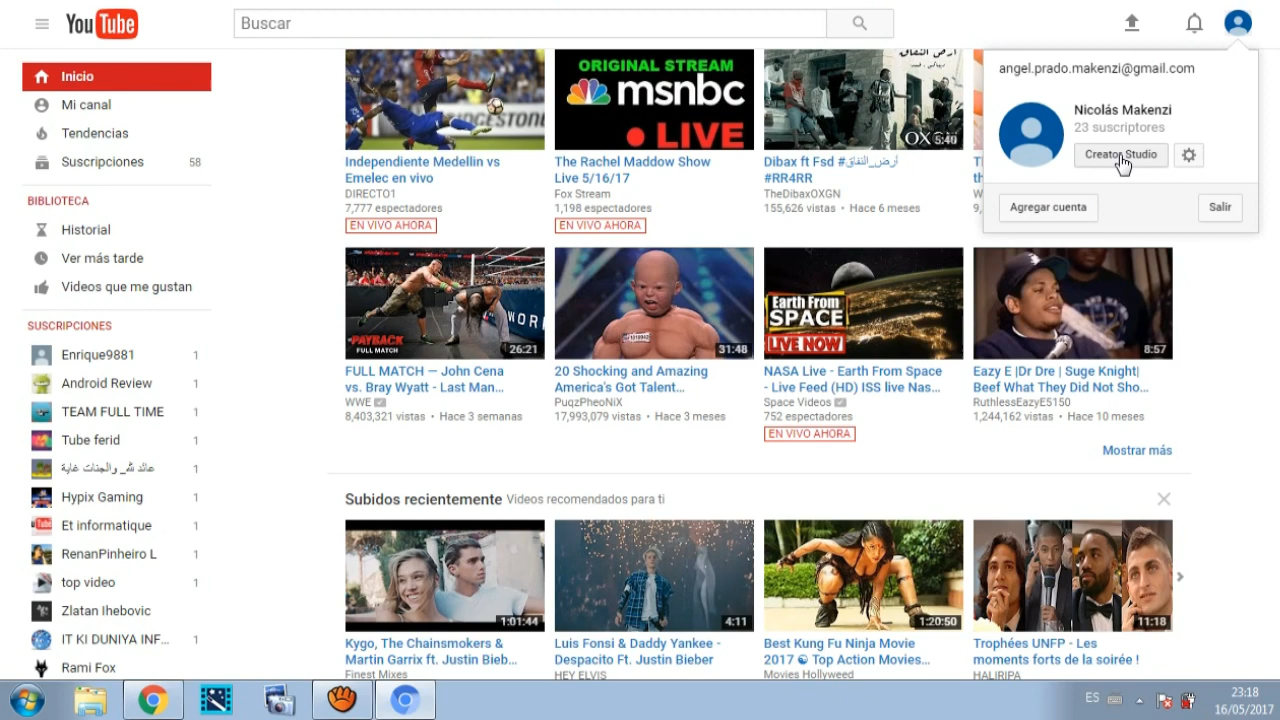 YouTube
Buscar
angel.prado.makenzi@gmail.com
Nicolás Makenzi
23 suscriptores
Creator Studio
Agregar cuenta
Salir
Inicio
Mi canal
Tendencias
Suscripciones 58
BIBLIOTECA
Historial
Ver más tarde
Videos que me gustan
SUSCRIPCIONES
Enrique9881 1
Android Review 1
TEAM FULL TIME 1
Tube ferid 1
1
Hypix Gaming 1
Et informatique 1
RenanPinheiro L 1
top video 1
Zlatan Ihebovic
IT KI DUNIYA INF... 1
Rami Fox
Independiente Medellin vs
Emelec en vivo
DIRECTO1
7,777 espectadores
EN VIVO AHORA
ORIGINAL STREAM
msnbc
LIVE
The Rachel Maddow Show
Live 5/16/17
Fox Stream
1,198 espectadores
EN VIVO AHORA
أرض النفاق
OX
5:40
Dibax ft Fsd #أرض_النفاق
#RR4RR
TheDibaxOXGN
155,626 vistas • Hace 6 meses
PAYBACK
FULL MATCH
26:21
FULL MATCH — John Cena
vs. Bray Wyatt - Last Man...
WWE
8,403,321 vistas • Hace 3 semanas
31:48
20 Shocking and Amazing
America's Got Talent...
PuqzPheoNiX
17,993,079 vistas • Hace 3 meses
Earth From
SPACE
LIVE NOW
NASA Live - Earth From Space
- Live Feed (HD) ISS live Nas...
Space Videos
752 espectadores
EN VIVO AHORA
8:57
Eazy E |Dr Dre | Suge Knight|
Beef What They Did Not Sho...
RuthlessEazyE5150
1,244,162 vistas • Hace 10 meses
Mostrar más
Subidos recientemente Videos recomendados para ti
1:01:44
Kygo, The Chainsmokers &
Martin Garrix ft. Justin Bieb...
Finest Mixes
4:11
Luis Fonsi & Daddy Yankee -
Despacito Ft. Justin Bieber
HEY ELVIS
1:20:50
Best Kung Fu Ninja Movie
2017 ☯ Top Action Movies...
Movies Hollyweed
11:18
Trophées UNFP - Les
moments forts de la soirée !
HALIRIPA
ES
23:18
16/05/2017